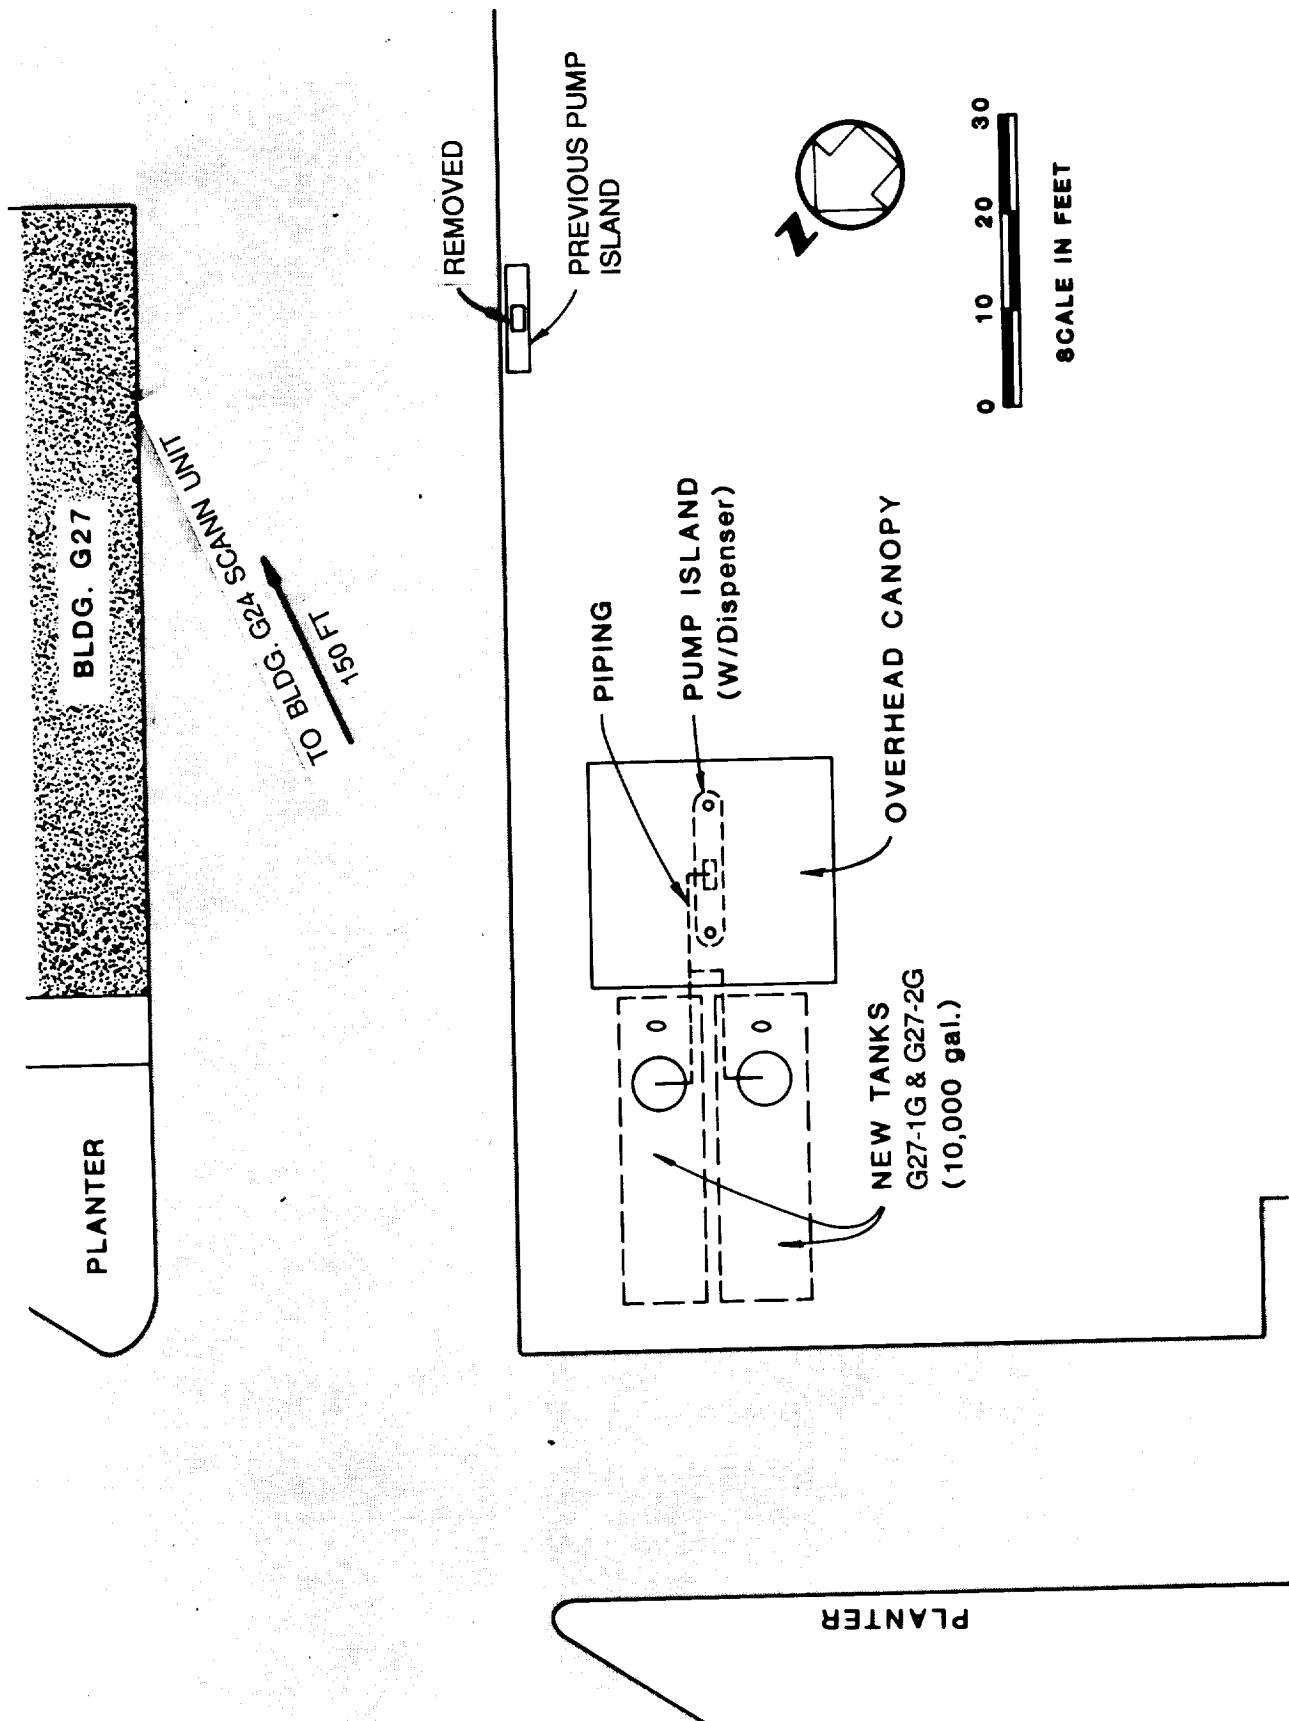 BLDG. G27
PLANTER
TO BLDG. G24 SCANN UNIT
150 FT
REMOVED
PREVIOUS PUMP
ISLAND
PIPING
PUMP ISLAND
(W/Dispenser)
OVERHEAD CANOPY
NEW TANKS
G27-1G & G27-2G
(10,000 gal.)
N
0 10 20 30
SCALE IN FEET
PLANTER